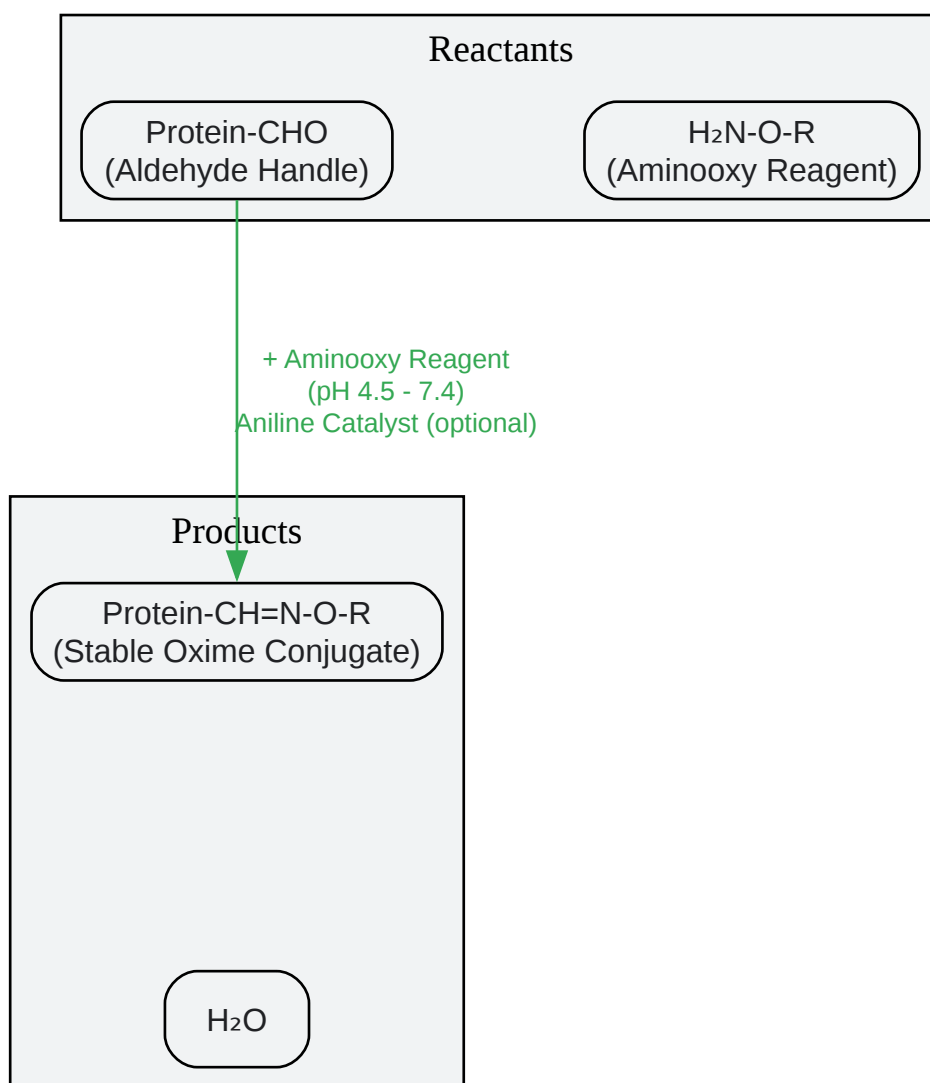 Reactants
Protein-CHO
(Aldehyde Handle)
H₂N-O-R
(Aminooxy Reagent)
+ Aminooxy Reagent
(pH 4.5 - 7.4)
Aniline Catalyst (optional)
Products
Protein-CH=N-O-R
(Stable Oxime Conjugate)
H₂O